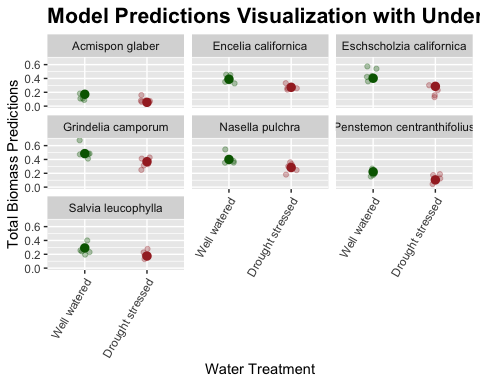 Model Predictions Visualization with Under
Acmispon glaber
Encelia californica
Eschscholzia californica
0.6
0.4
0.2
0.0
Grindelia camporum
Nasella pulchra
Penstemon centranthifolius
0.6
0.4
0.2
0.0
Salvia leucophylla
0.6
0.4
0.2
0.0
Total Biomass Predictions
Well watered
Drought stressed
Well watered
Drought stressed
Well watered
Drought stressed
Water Treatment